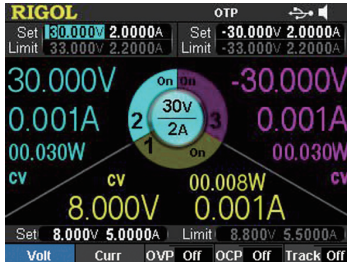 RIGOL OTP
Set 30.000V 2.0000A Set -30.000V 2.0000A
Limit 33.000V 2.2000A Limit -33.000V 2.2000A
30.000V On On -30.000V
0.001A 2 30V 2A 3 0.001A
00.030W 1 On 00.030W
CV CV 00.008W CV
8.000V 0.001A
Set 8.000V 5.0000A Limit 8.800V 5.5000A
Volt Curr OVP Off OCP Off Track Off